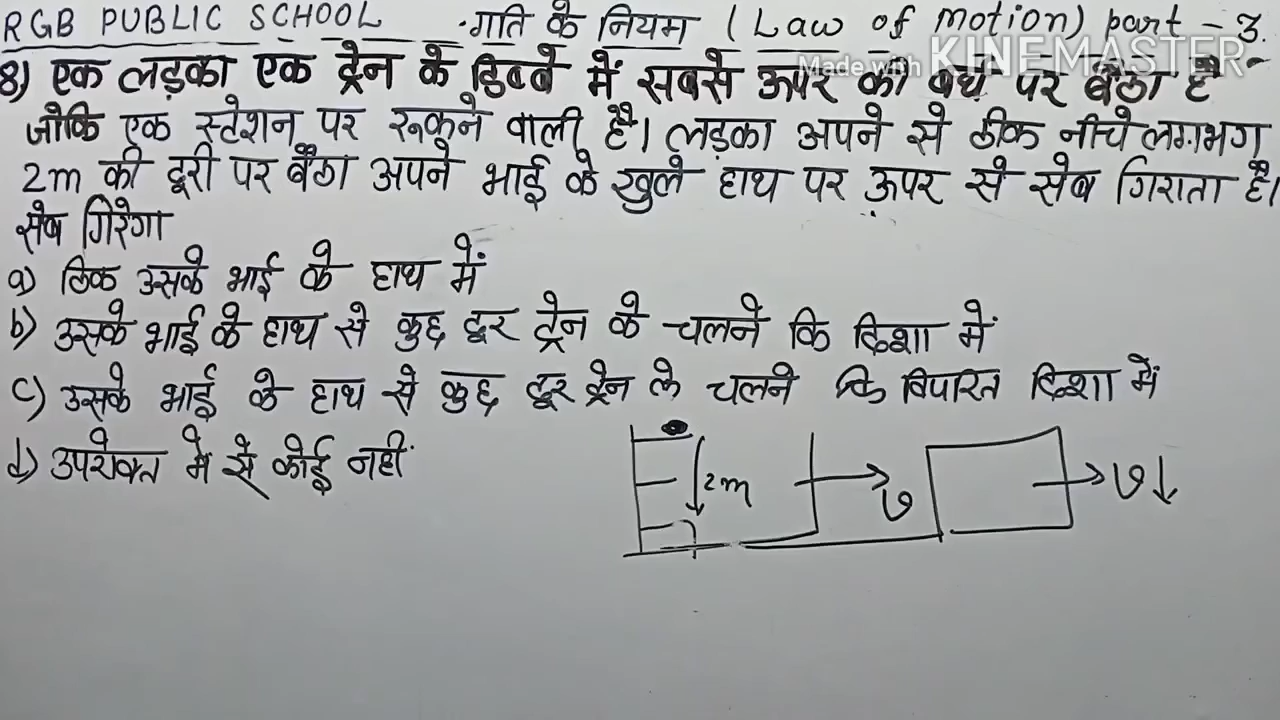 RGB PUBLIC SCHOOL . गति के नियम (Law of motion) part - 3.
Made with KINEMASTER
8) एक लड़का एक ट्रेन के डिब्बे में सबसे ऊपर की बर्थ पर बैठा है
जोकि एक स्टेशन पर रूकने वाली है। लड़का अपने से ठीक नीचे लगभग
2m की दूरी पर बैठा अपने भाई के खुले हाथ पर ऊपर से सेब गिराता है।
सेब गिरेगा
a) ठिक उसके भाई के हाथ में
b) उसके भाई के हाथ से कुछ दूर ट्रेन के चलने कि दिशा में
c) उसके भाई के हाथ से कुछ दूर ट्रेन के चलने कि विपरित दिशा में
d) उपरोक्त मे से कोई नहीं
2m v v↓